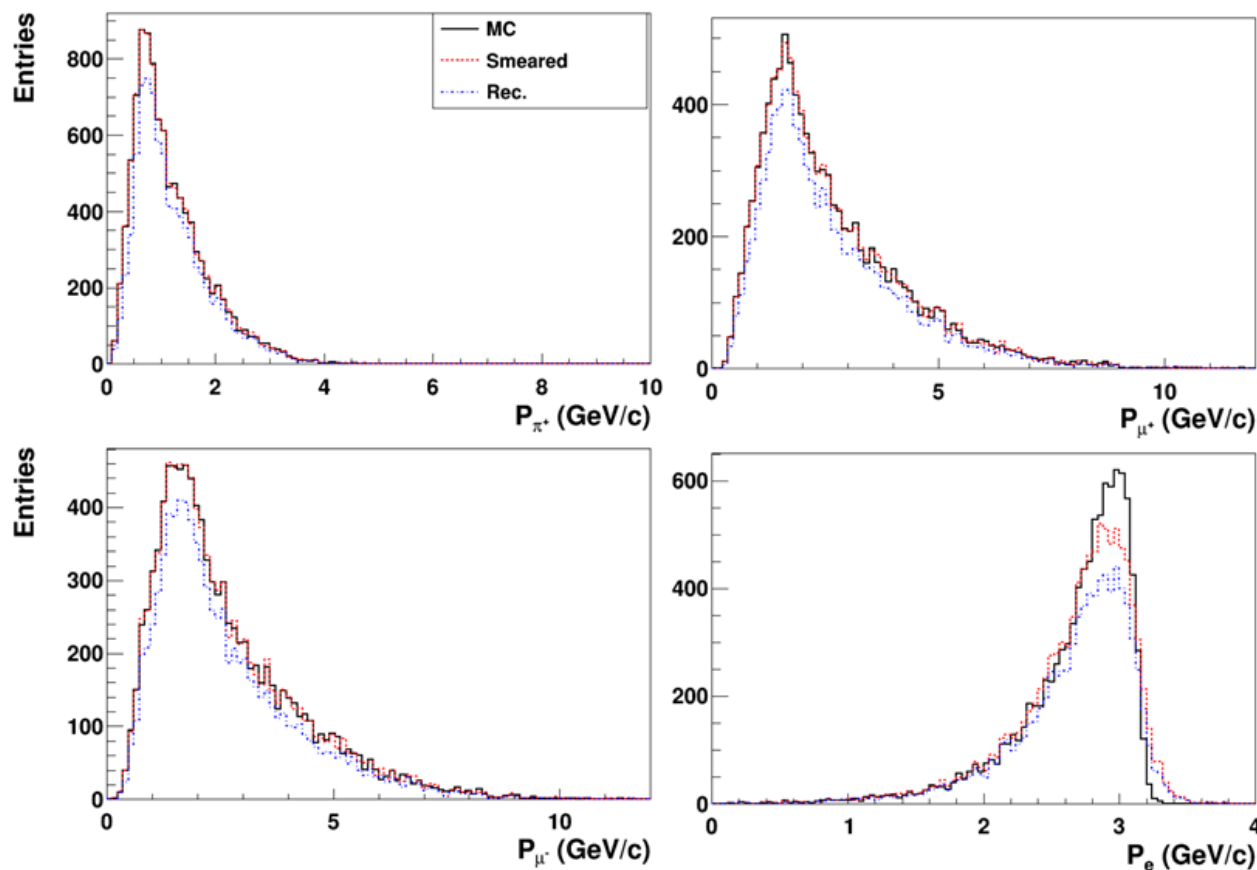 Entries
MC
Smeared
Rec.
800
600
400
200
0
0 2 4 6 8 10
P_π⁺ (GeV/c)
400
200
0
0 5 10
P_μ⁺ (GeV/c)
Entries
400
300
200
100
0
0 5 10
P_μ⁻ (GeV/c)
600
400
200
0
0 1 2 3 4
P_e (GeV/c)